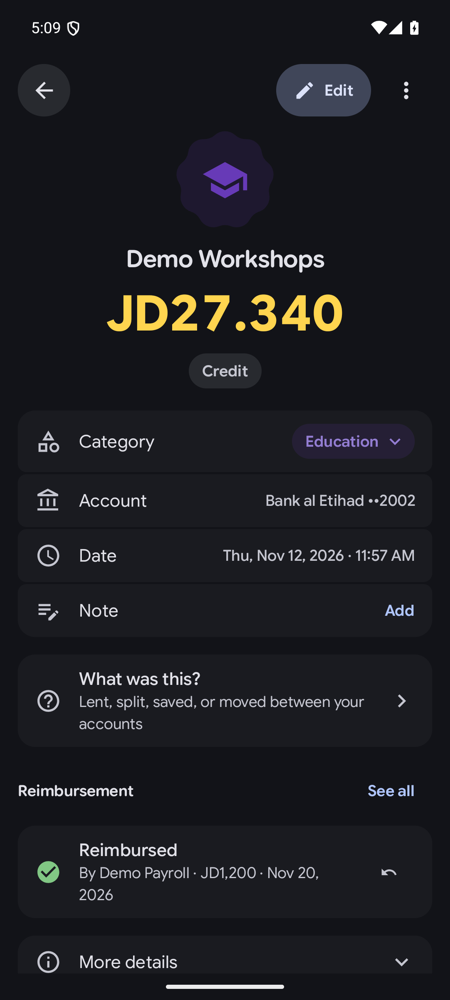 5:09
Edit
Demo Workshops
JD27.340
Credit
Category
Education
Account
Bank al Etihad ••2002
Date
Thu, Nov 12, 2026 · 11:57 AM
Note
Add
What was this?
Lent, split, saved, or moved between your
accounts
Reimbursement
See all
Reimbursed
By Demo Payroll · JD1,200 · Nov 20,
2026
More details